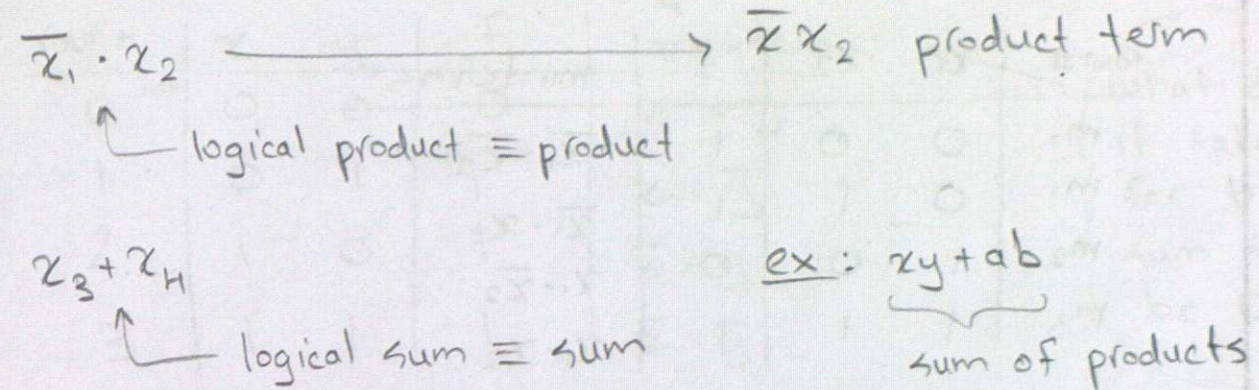 x̄₁ · x₂ → x̄ x₂ product term
logical product ≡ product
x₃ + x₄ ex: xy + ab
logical sum ≡ sum sum of products